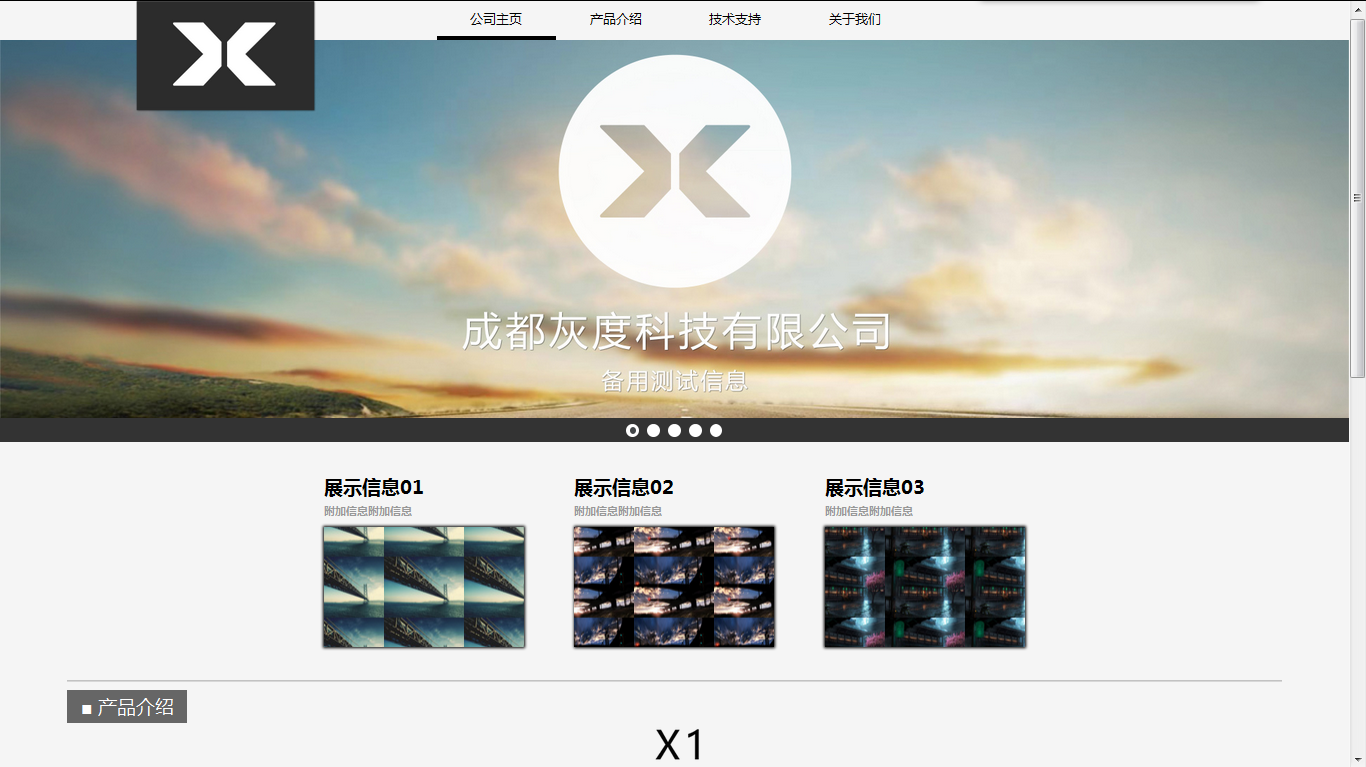 公司主页 产品介绍 技术支持 关于我们
成都灰度科技有限公司
备用测试信息
展示信息01 展示信息02 展示信息03
附加信息附加信息 附加信息附加信息 附加信息附加信息
■ 产品介绍
X1